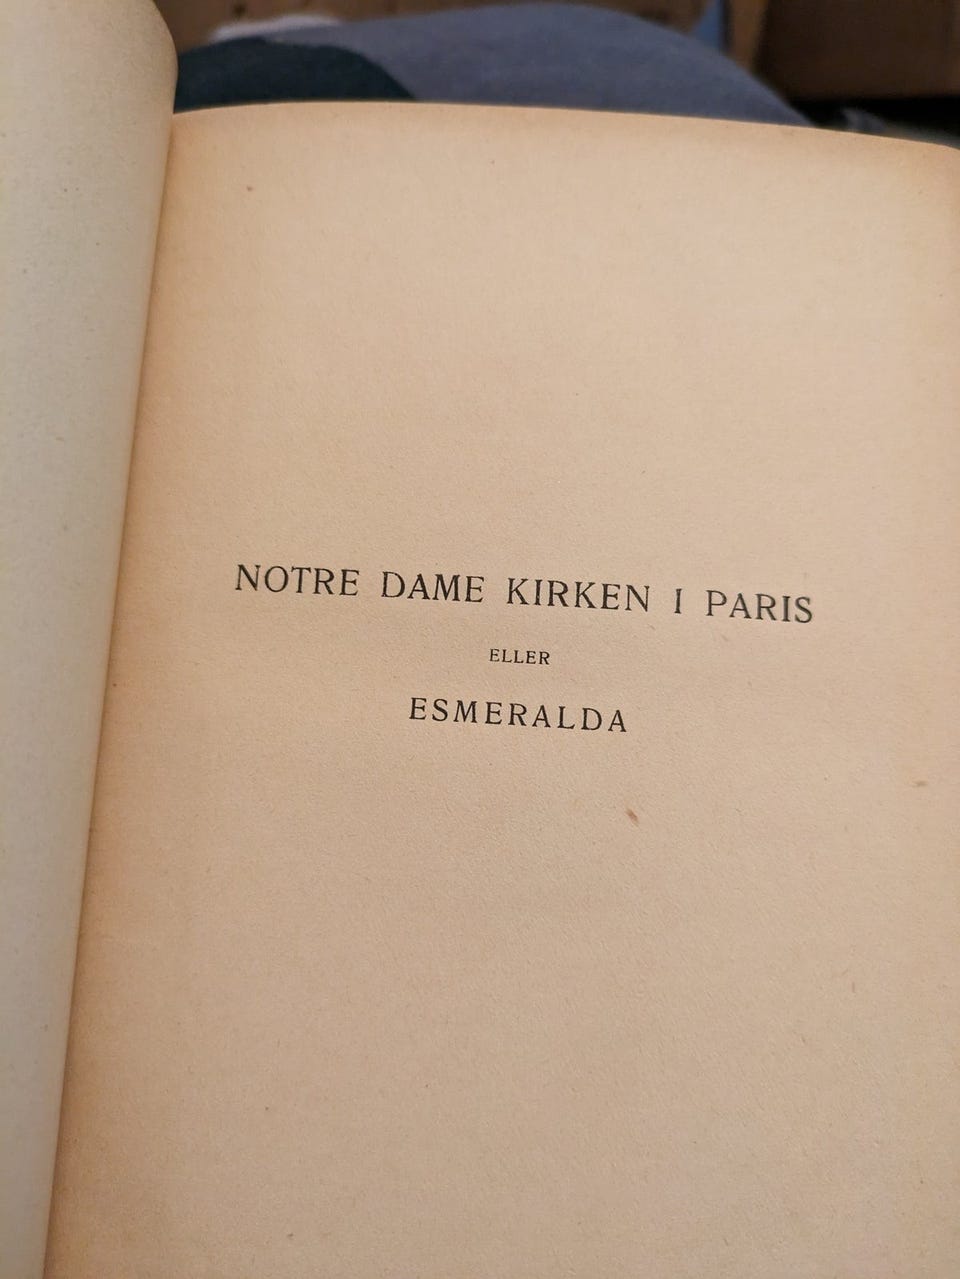 NOTRE DAME KIRKEN I PARIS
ELLER
ESMERALDA